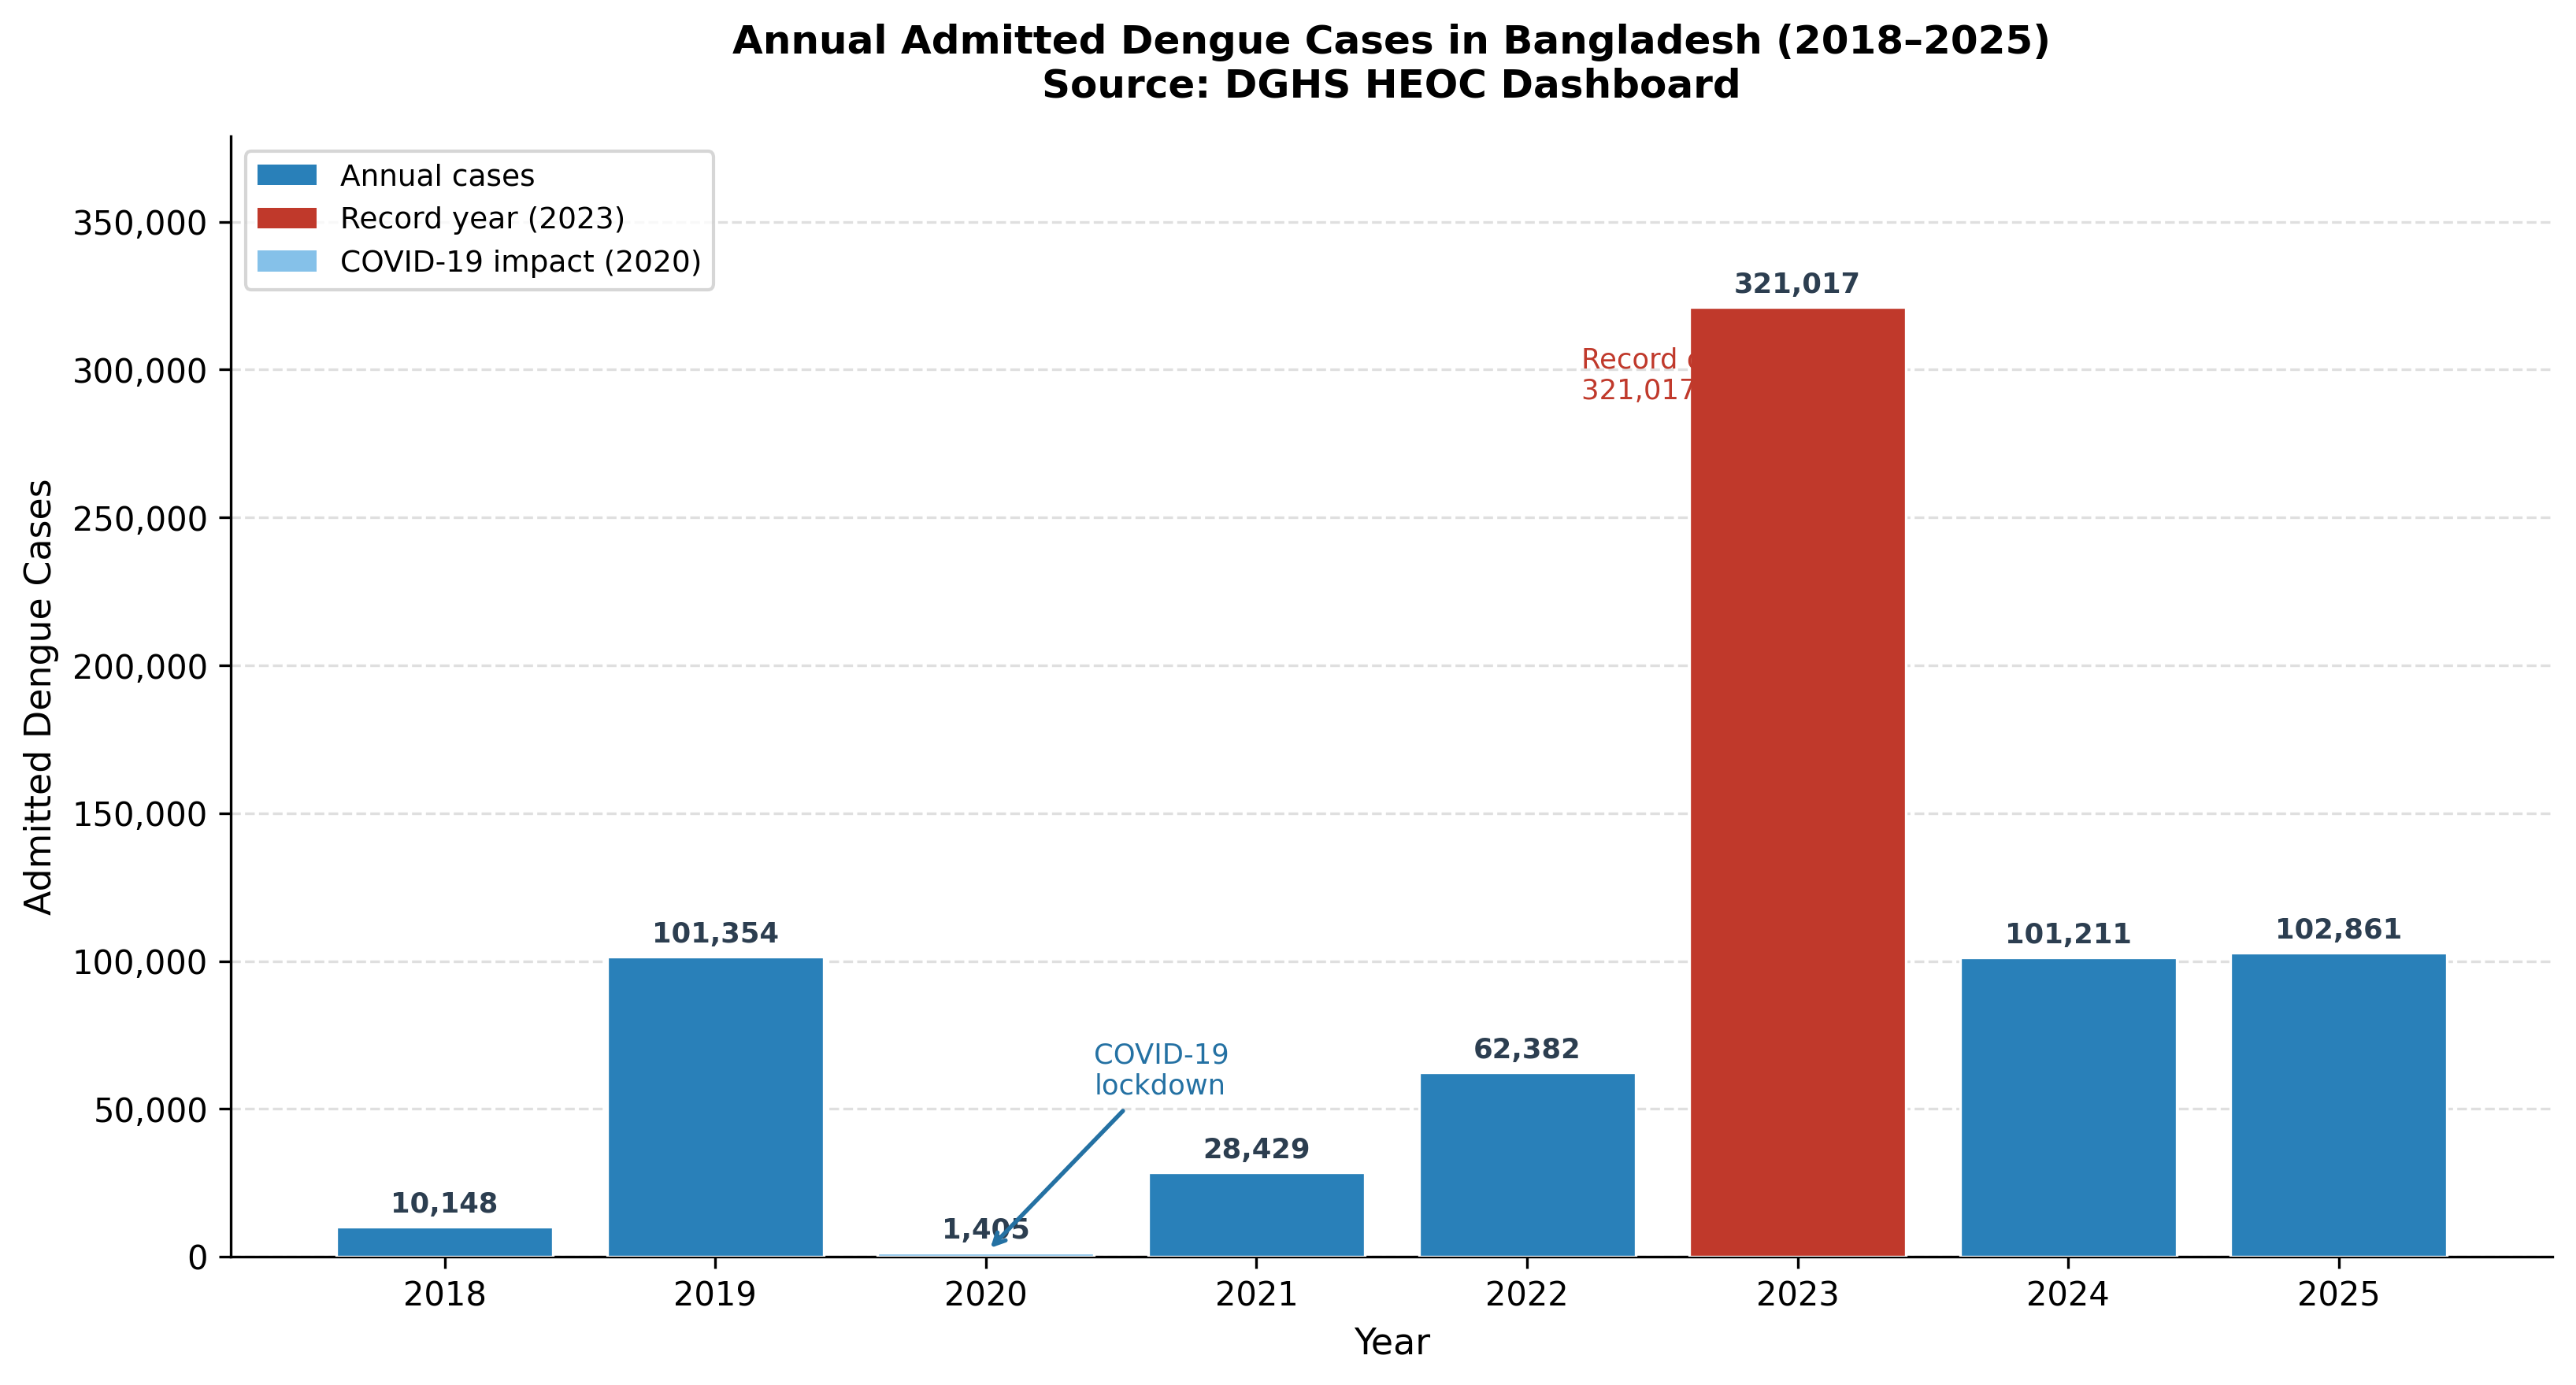 Annual Admitted Dengue Cases in Bangladesh (2018–2025)
Source: DGHS HEOC Dashboard
Annual cases
Record year (2023)
COVID-19 impact (2020)
Admitted Dengue Cases
350,000
300,000
250,000
200,000
150,000
100,000
50,000
0
10,148
101,354
1,405
COVID-19
lockdown
28,429
62,382
Record
321,017
321,017
101,211
102,861
2018
2019
2020
2021
2022
2023
2024
2025
Year